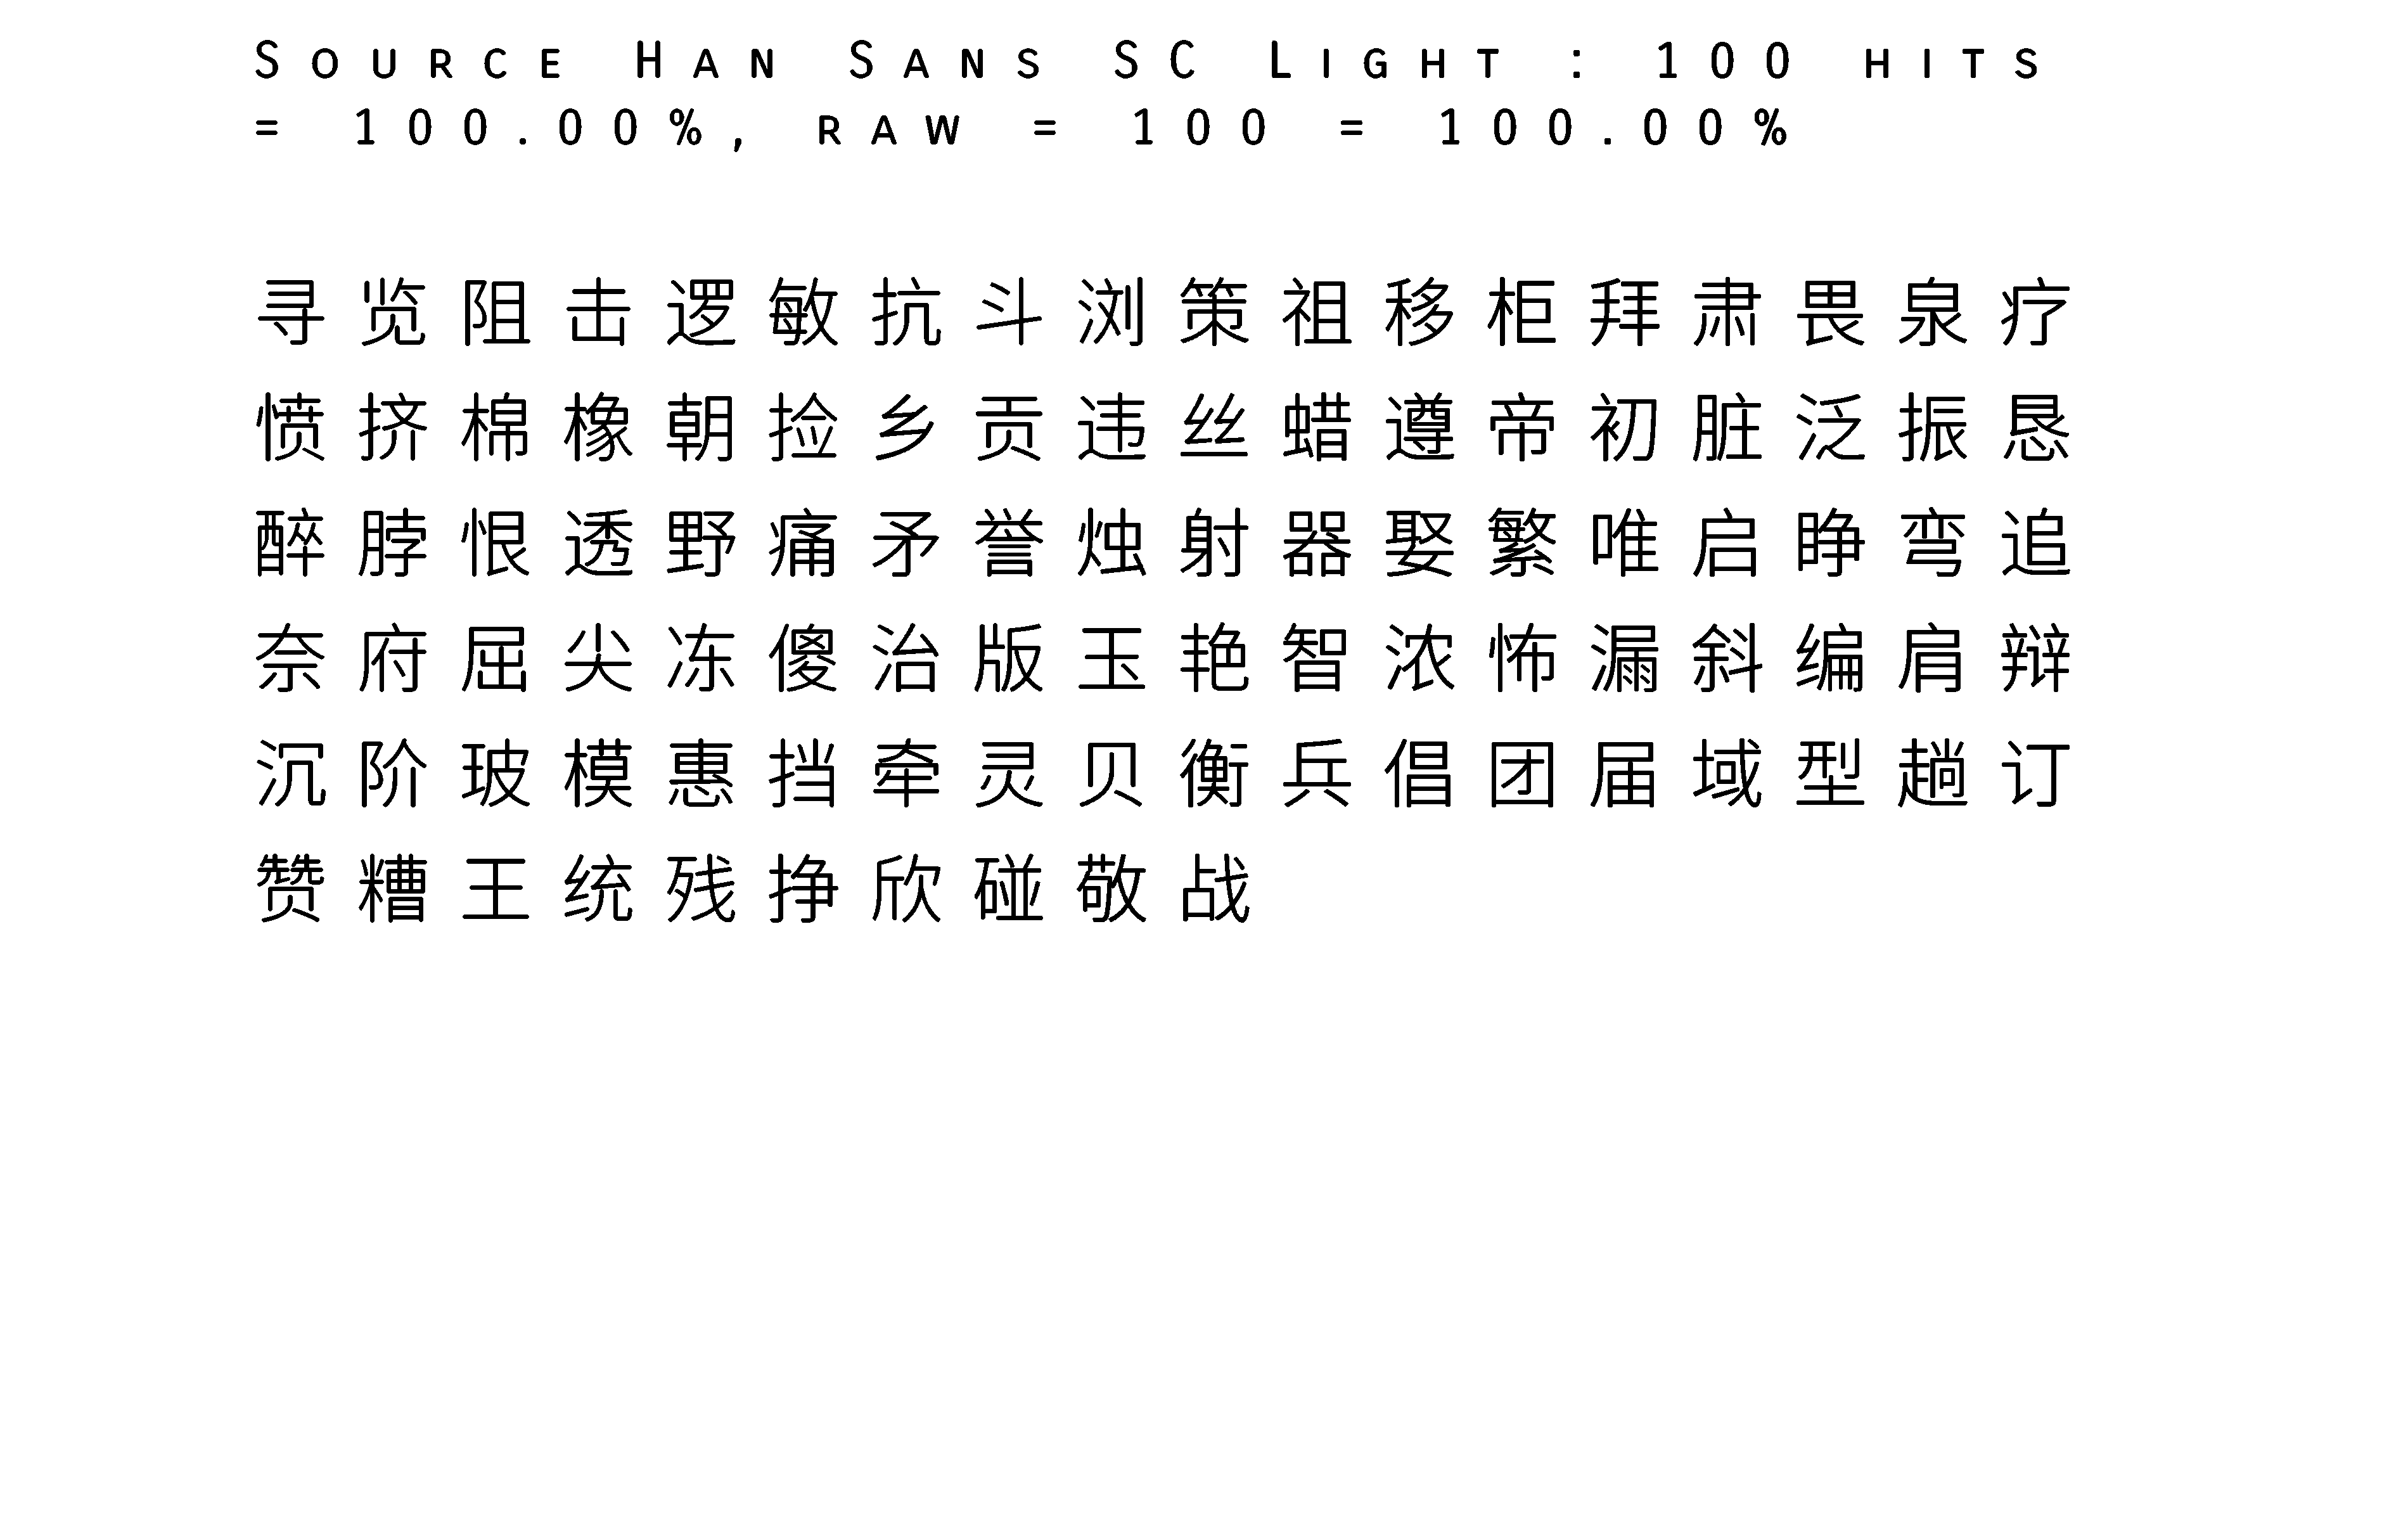 Source Han Sans SC Light : 100 hits
= 100.00%, raw = 100 = 100.00%
寻览阻击逻敏抗斗浏策祖移柜拜肃畏泉疗
愤挤棉橡朝捡乡贡违丝蜡遵帝初脏泛振恳
醉脖恨透野痛矛誉烛射器娶繁唯启睁弯追
奈府屈尖冻傻治版玉艳智浓怖漏斜编肩辩
沉阶玻模惠挡牵灵贝衡兵倡团届域型趟订
赞糟王统残挣欣碰敬战